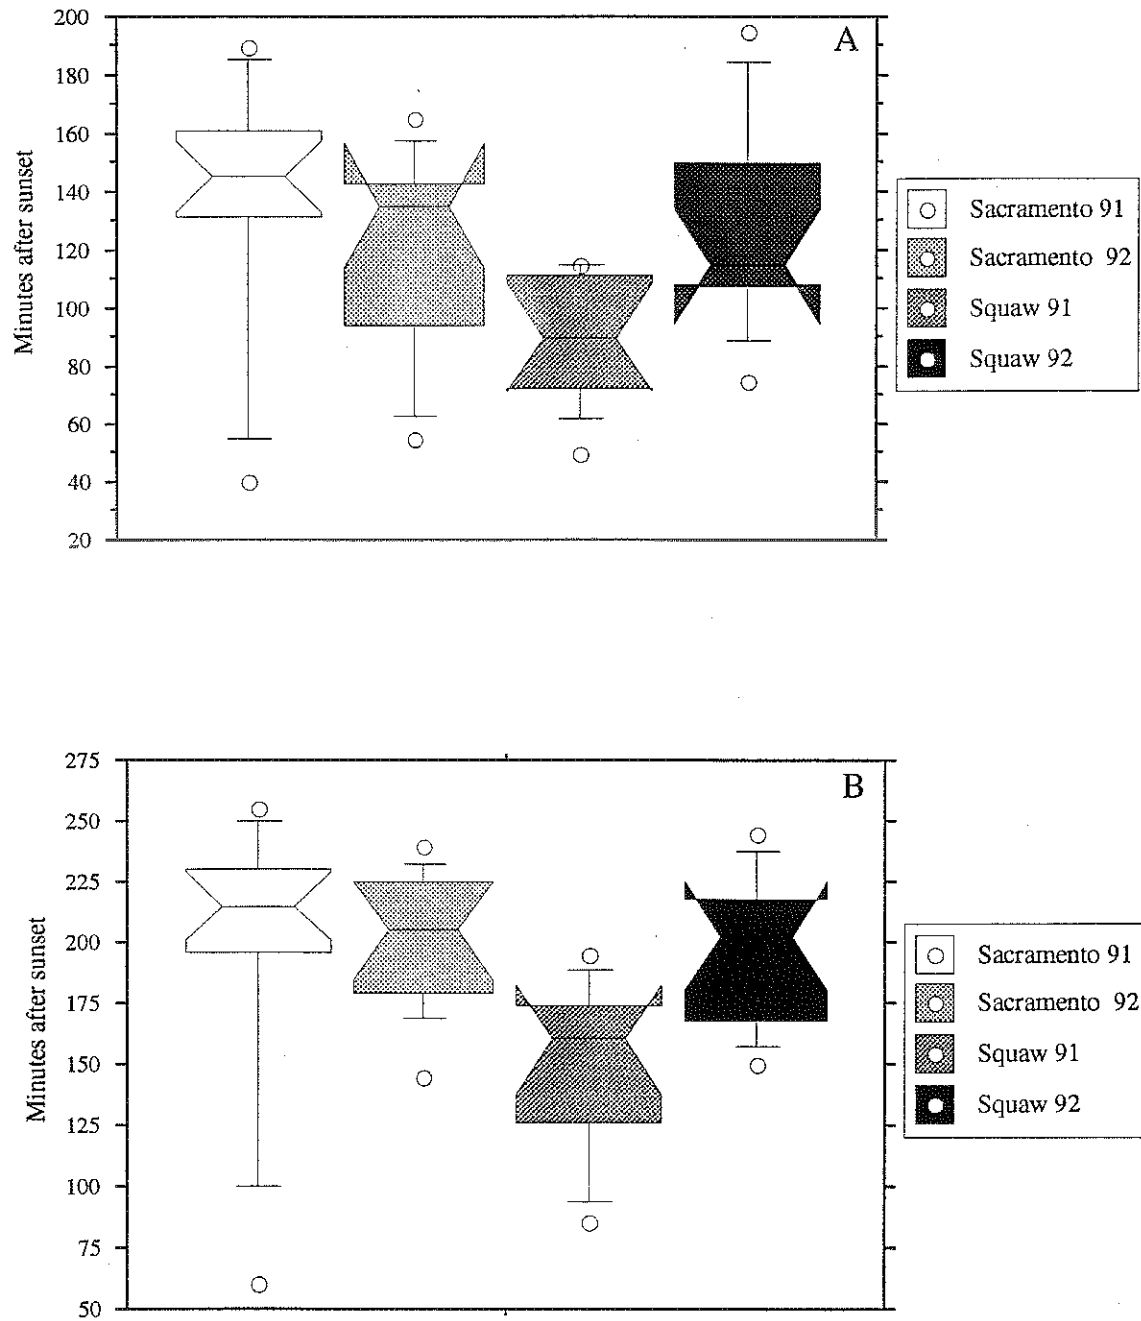 A
Minutes after sunset
200
180
160
140
120
100
80
60
40
20
Sacramento 91
Sacramento 92
Squaw 91
Squaw 92
B
Minutes after sunset
275
250
225
200
175
150
125
100
75
50
Sacramento 91
Sacramento 92
Squaw 91
Squaw 92